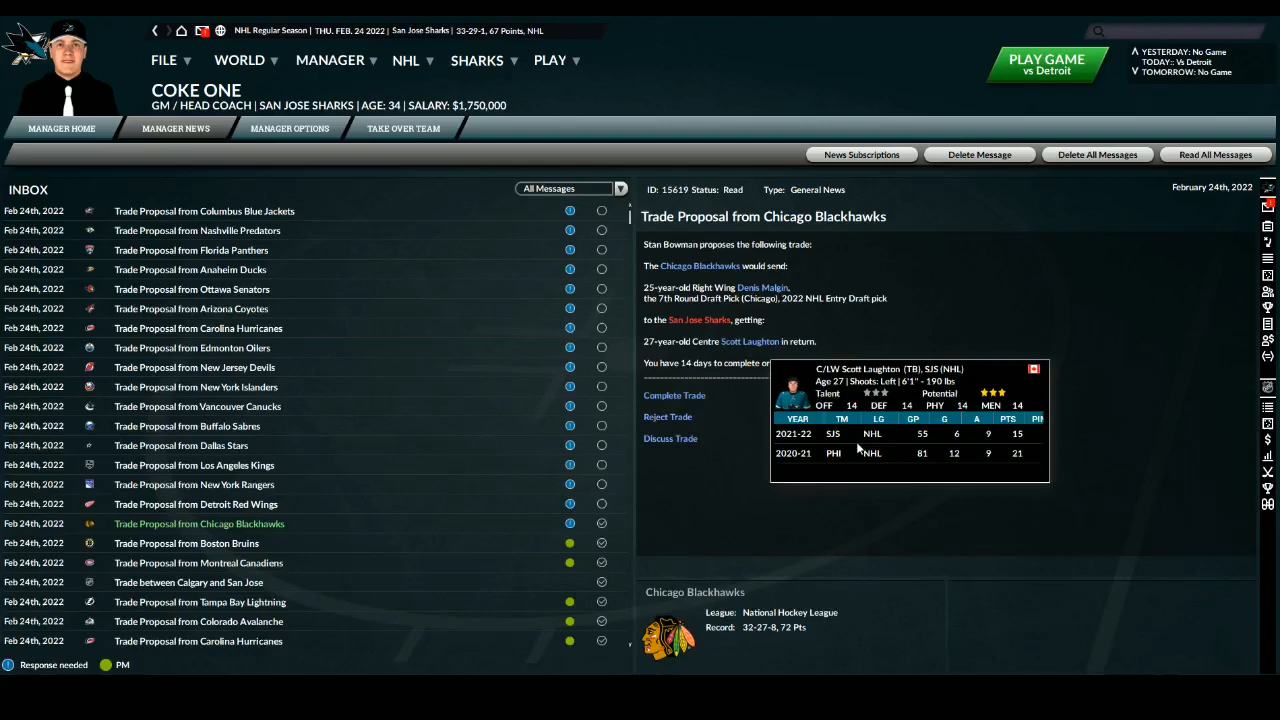 NHL Regular Season | THU. FEB. 24 2022 | San Jose Sharks | 33-29-1, 67 Points, NHL
FILE WORLD MANAGER NHL SHARKS PLAY
COKE ONE
GM / HEAD COACH | SAN JOSE SHARKS | AGE: 34 | SALARY: $1,750,000
PLAY GAME
vs Detroit
YESTERDAY: No Game
TODAY:: Vs Detroit
TOMORROW: No Game
MANAGER HOME MANAGER NEWS MANAGER OPTIONS TAKE OVER TEAM
News Subscriptions Delete Message Delete All Messages Read All Messages
INBOX All Messages
Feb 24th, 2022 Trade Proposal from Columbus Blue Jackets
Feb 24th, 2022 Trade Proposal from Nashville Predators
Feb 24th, 2022 Trade Proposal from Florida Panthers
Feb 24th, 2022 Trade Proposal from Anaheim Ducks
Feb 24th, 2022 Trade Proposal from Ottawa Senators
Feb 24th, 2022 Trade Proposal from Arizona Coyotes
Feb 24th, 2022 Trade Proposal from Carolina Hurricanes
Feb 24th, 2022 Trade Proposal from Edmonton Oilers
Feb 24th, 2022 Trade Proposal from New Jersey Devils
Feb 24th, 2022 Trade Proposal from New York Islanders
Feb 24th, 2022 Trade Proposal from Vancouver Canucks
Feb 24th, 2022 Trade Proposal from Buffalo Sabres
Feb 24th, 2022 Trade Proposal from Dallas Stars
Feb 24th, 2022 Trade Proposal from Los Angeles Kings
Feb 24th, 2022 Trade Proposal from New York Rangers
Feb 24th, 2022 Trade Proposal from Detroit Red Wings
Feb 24th, 2022 Trade Proposal from Chicago Blackhawks
Feb 24th, 2022 Trade Proposal from Boston Bruins
Feb 24th, 2022 Trade Proposal from Montreal Canadiens
Feb 24th, 2022 Trade between Calgary and San Jose
Feb 24th, 2022 Trade Proposal from Tampa Bay Lightning
Feb 24th, 2022 Trade Proposal from Colorado Avalanche
Feb 24th, 2022 Trade Proposal from Carolina Hurricanes
Response needed PM
ID: 15619 Status: Read Type: General News February 24th, 2022
Trade Proposal from Chicago Blackhawks
Stan Bowman proposes the following trade:
The Chicago Blackhawks would send:
25-year-old Right Wing Denis Malgin,
the 7th Round Draft Pick (Chicago), 2022 NHL Entry Draft pick
to the San Jose Sharks, getting:
27-year-old Centre Scott Laughton in return.
You have 14 days to complete or
Complete Trade
Reject Trade
Discuss Trade
C/LW Scott Laughton (TB), SJS (NHL)
Age 27 | Shoots: Left | 6'1" - 190 lbs
Talent Potential
OFF 14 DEF 14 PHY 14 MEN 14
YEAR TM LG GP G A PTS PIM
2021-22 SJS NHL 55 6 9 15
2020-21 PHI NHL 81 12 9 21
Chicago Blackhawks
League: National Hockey League
Record: 32-27-8, 72 Pts